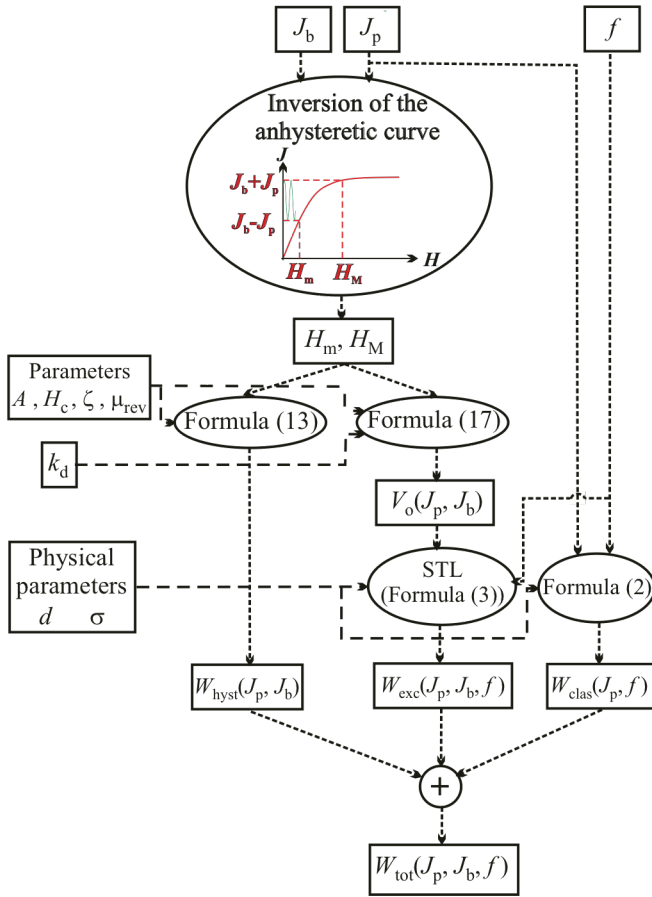 J_b
J_p
f
Inversion of the
anhysteretic curve
J
J_b+J_p
J_b-J_p
H_m
H_M
H
H_m, H_M
Parameters
A , H_c, ζ, μ_rev
Formula (13)
Formula (17)
k_d
V_o(J_p, J_b)
Physical
parameters
d σ
STL
(Formula (3))
Formula (2)
W_hyst(J_p, J_b)
W_exc(J_p, J_b, f)
W_clas(J_p, f)
+
W_tot(J_p, J_b, f)